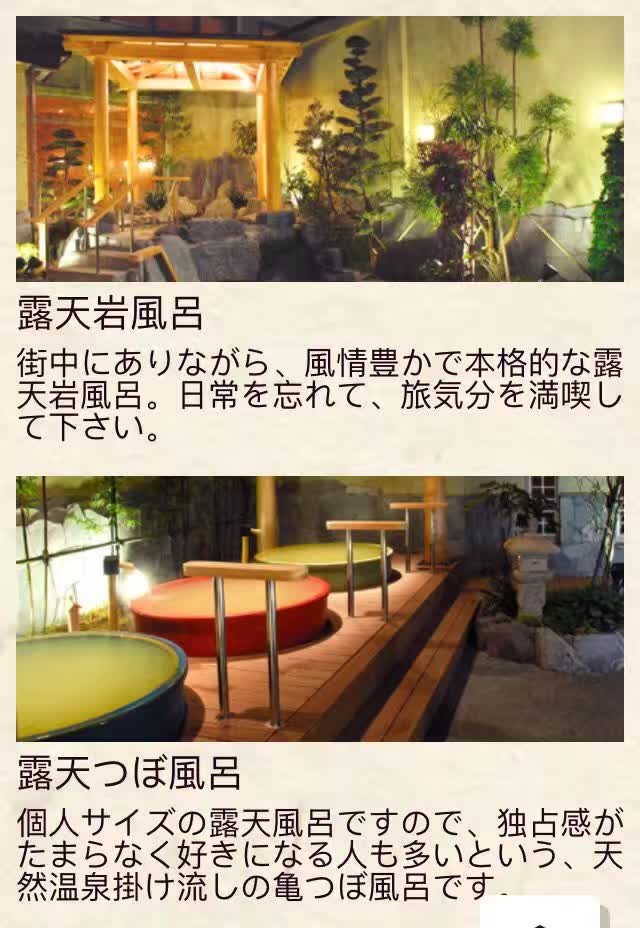 露天岩風呂
街中にありながら、風情豊かで本格的な露
天岩風呂。日常を忘れて、旅気分を満喫し
て下さい。
露天つぼ風呂
個人サイズの露天風呂ですので、独占感が
たまらなく好きになる人も多いという、天
然温泉掛け流しの亀つぼ風呂です。